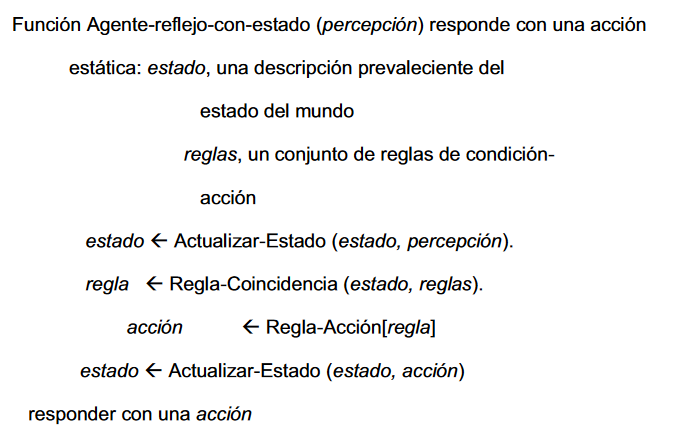 Función Agente-reflejo-con-estado (percepción) responde con una acción
estática: estado, una descripción prevaleciente del
estado del mundo
reglas, un conjunto de reglas de condición-
acción
estado ← Actualizar-Estado (estado, percepción).
regla ← Regla-Coincidencia (estado, reglas).
acción ← Regla-Acción[regla]
estado ← Actualizar-Estado (estado, acción)
responder con una acción